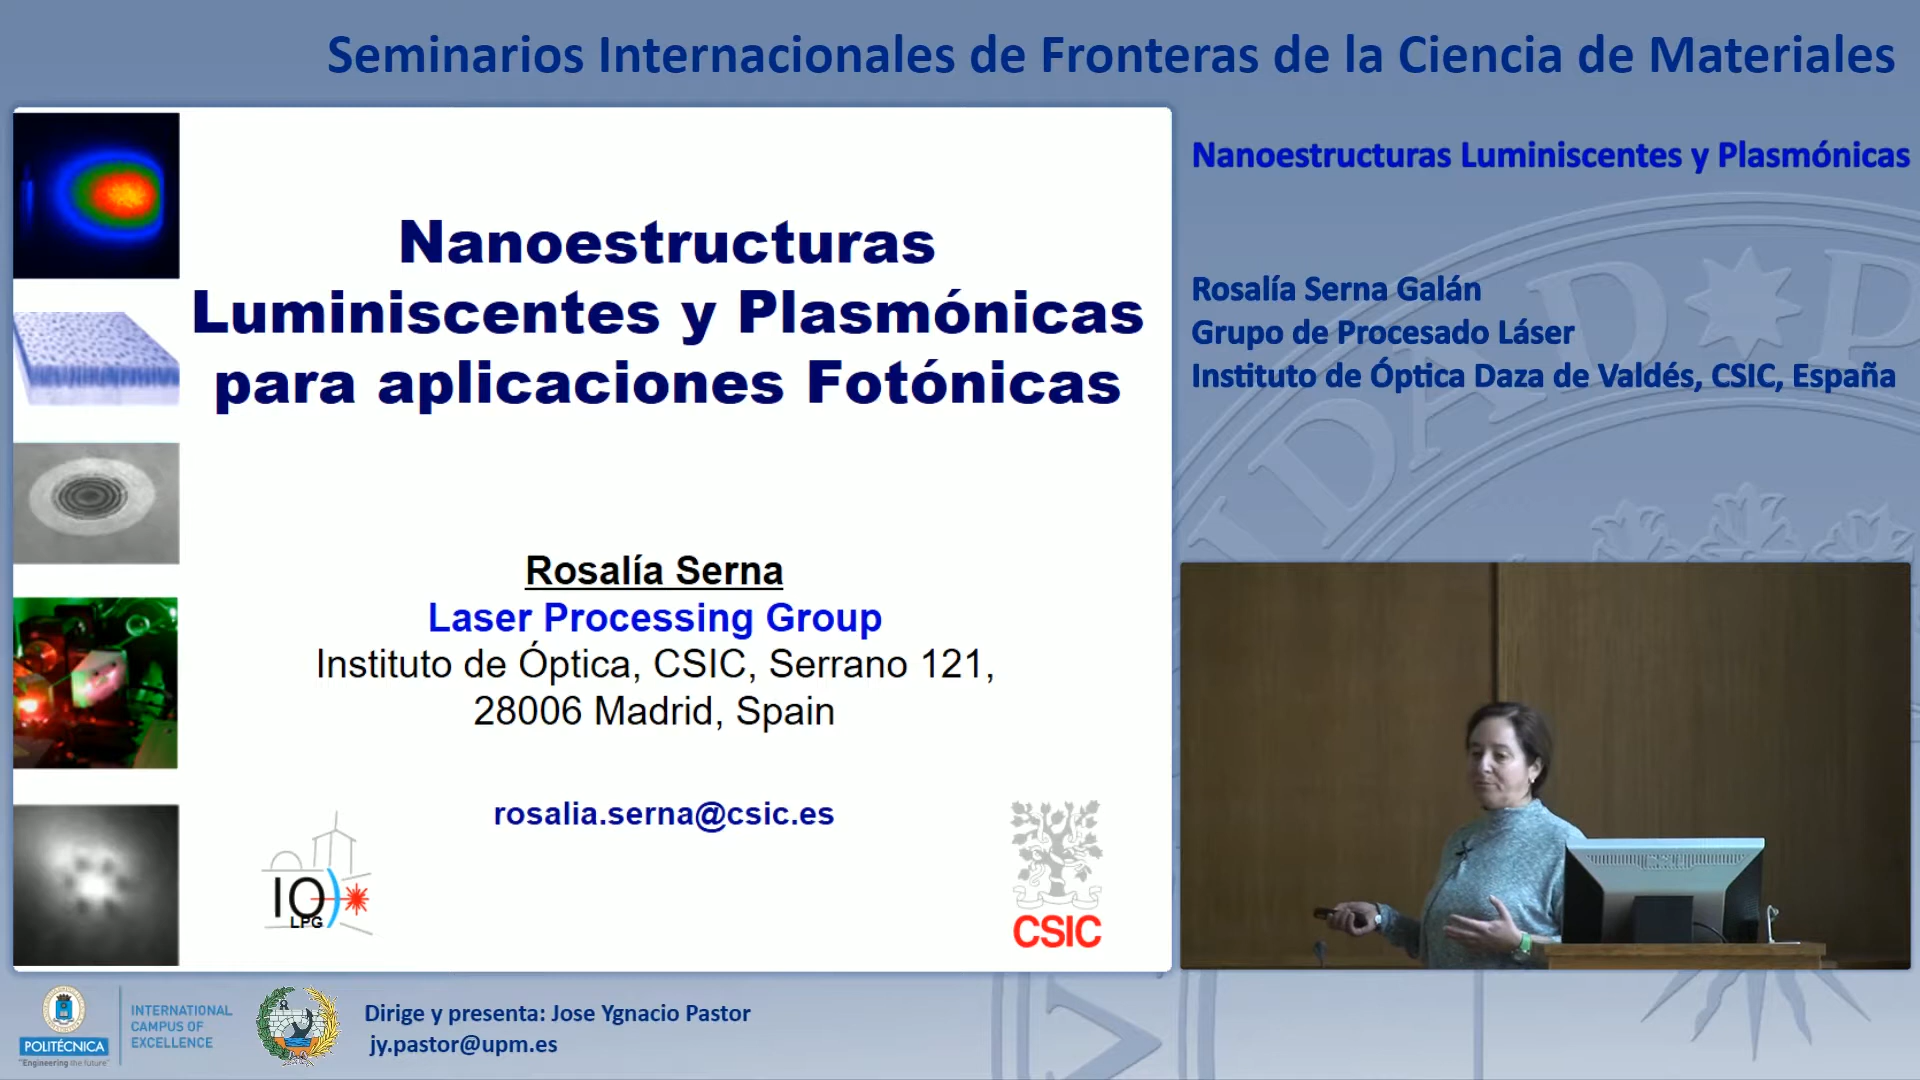 Seminarios Internacionales de Fronteras de la Ciencia de Materiales
Nanoestructuras
Luminiscentes y Plasmónicas
para aplicaciones Fotónicas
Rosalía Serna
Laser Processing Group
Instituto de Óptica, CSIC, Serrano 121,
28006 Madrid, Spain
rosalia.serna@csic.es
IO
LPG
CSIC
Nanoestructuras Luminiscentes y Plasmónicas
Rosalía Serna Galán
Grupo de Procesado Láser
Instituto de Óptica Daza de Valdés, CSIC, España
POLITÉCNICA
"Engineering the future"
INTERNATIONAL
CAMPUS OF
EXCELLENCE
Dirige y presenta: Jose Ygnacio Pastor
jy.pastor@upm.es